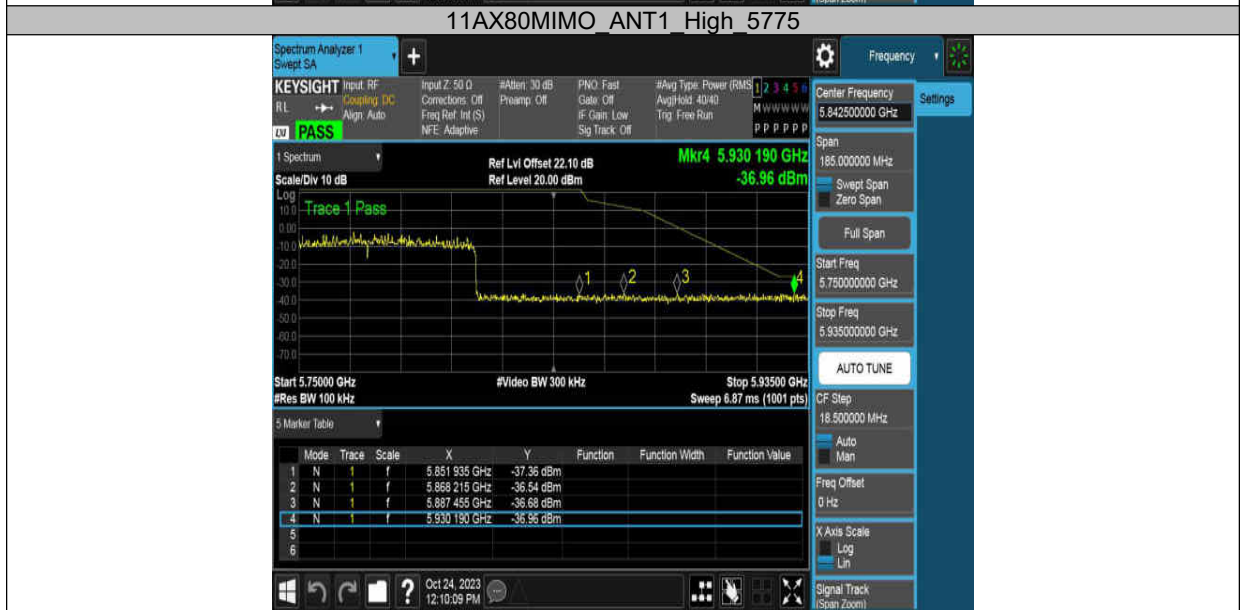 11AX80MIMO_ANT1_High_5775
Spectrum Analyzer 1
Swept SA
Frequency
KEYSIGHT
RL
LXI PASS
Input: RF
Coupling: DC
Align: Auto
Input Z: 50 Ω
Corrections: Off
Freq Ref: Int (S)
NFE: Adaptive
#Atten: 30 dB
Preamp: Off
PNO: Fast
Gate: Off
IF Gain: Low
Sig Track: Off
#Avg Type: Power (RMS
Avg|Hold: 40/40
Trig: Free Run
1 2 3 4 5 6
M W W W W W
P P P P P P
Center Frequency
5.842500000 GHz
Settings
Span
185.000000 MHz
Swept Span
Zero Span
Full Span
Start Freq
5.750000000 GHz
Stop Freq
5.935000000 GHz
AUTO TUNE
CF Step
18.500000 MHz
Auto
Man
Freq Offset
0 Hz
X Axis Scale
Log
Lin
Signal Track
(Span Zoom)
1 Spectrum
Scale/Div 10 dB
Ref Lvl Offset 22.10 dB
Ref Level 20.00 dBm
Mkr4 5.930 190 GHz
-36.96 dBm
Log
Trace 1 Pass
10.0
0.00
-10.0
-20.0
-30.0
-40.0
-50.0
-60.0
-70.0
1
2
3
4
Start 5.75000 GHz
#Video BW 300 kHz
Stop 5.93500 GHz
#Res BW 100 kHz
Sweep 6.87 ms (1001 pts)
5 Marker Table
Mode Trace Scale X Y Function Function Width Function Value
1 N 1 f 5.851 935 GHz -37.36 dBm
2 N 1 f 5.868 215 GHz -36.54 dBm
3 N 1 f 5.887 455 GHz -36.68 dBm
4 N 1 f 5.930 190 GHz -36.96 dBm
5
6
Oct 24, 2023
12:10:09 PM